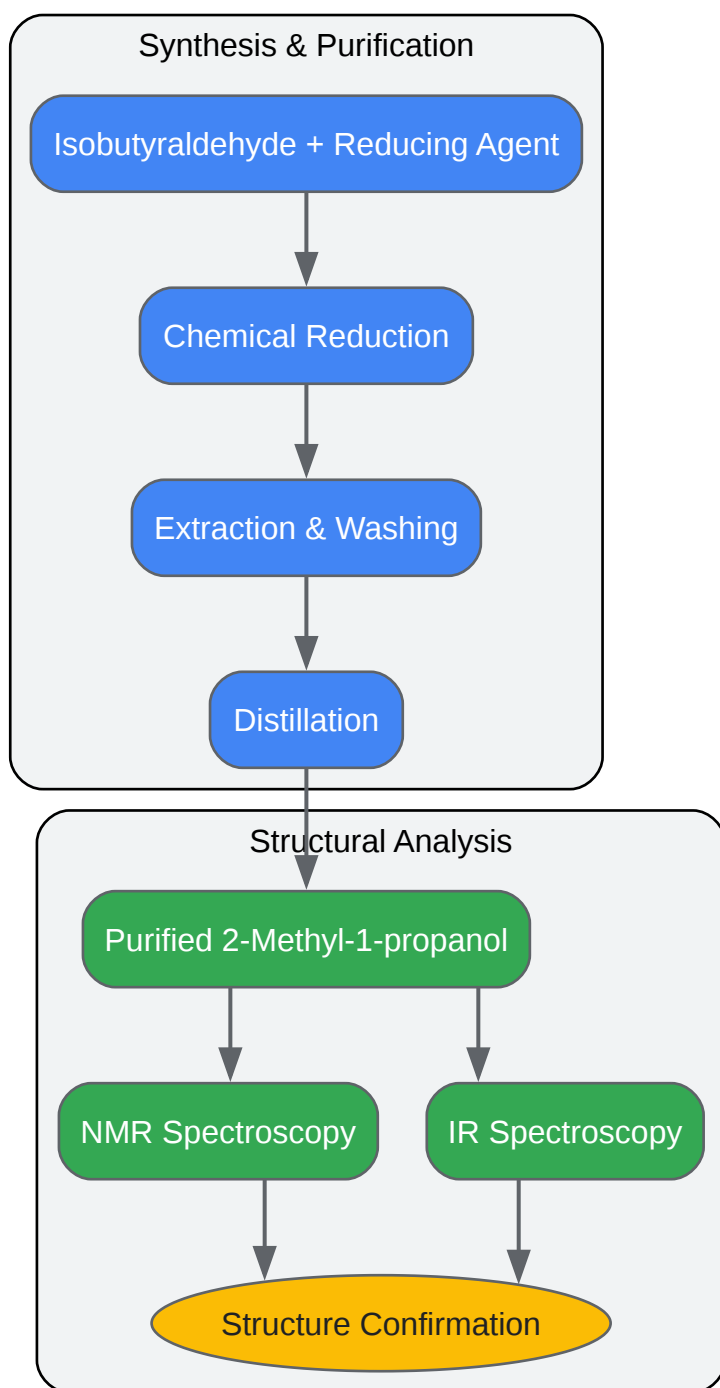 Synthesis & Purification
Isobutyraldehyde + Reducing Agent
Chemical Reduction
Extraction & Washing
Distillation
Structural Analysis
Purified 2-Methyl-1-propanol
NMR Spectroscopy
IR Spectroscopy
Structure Confirmation